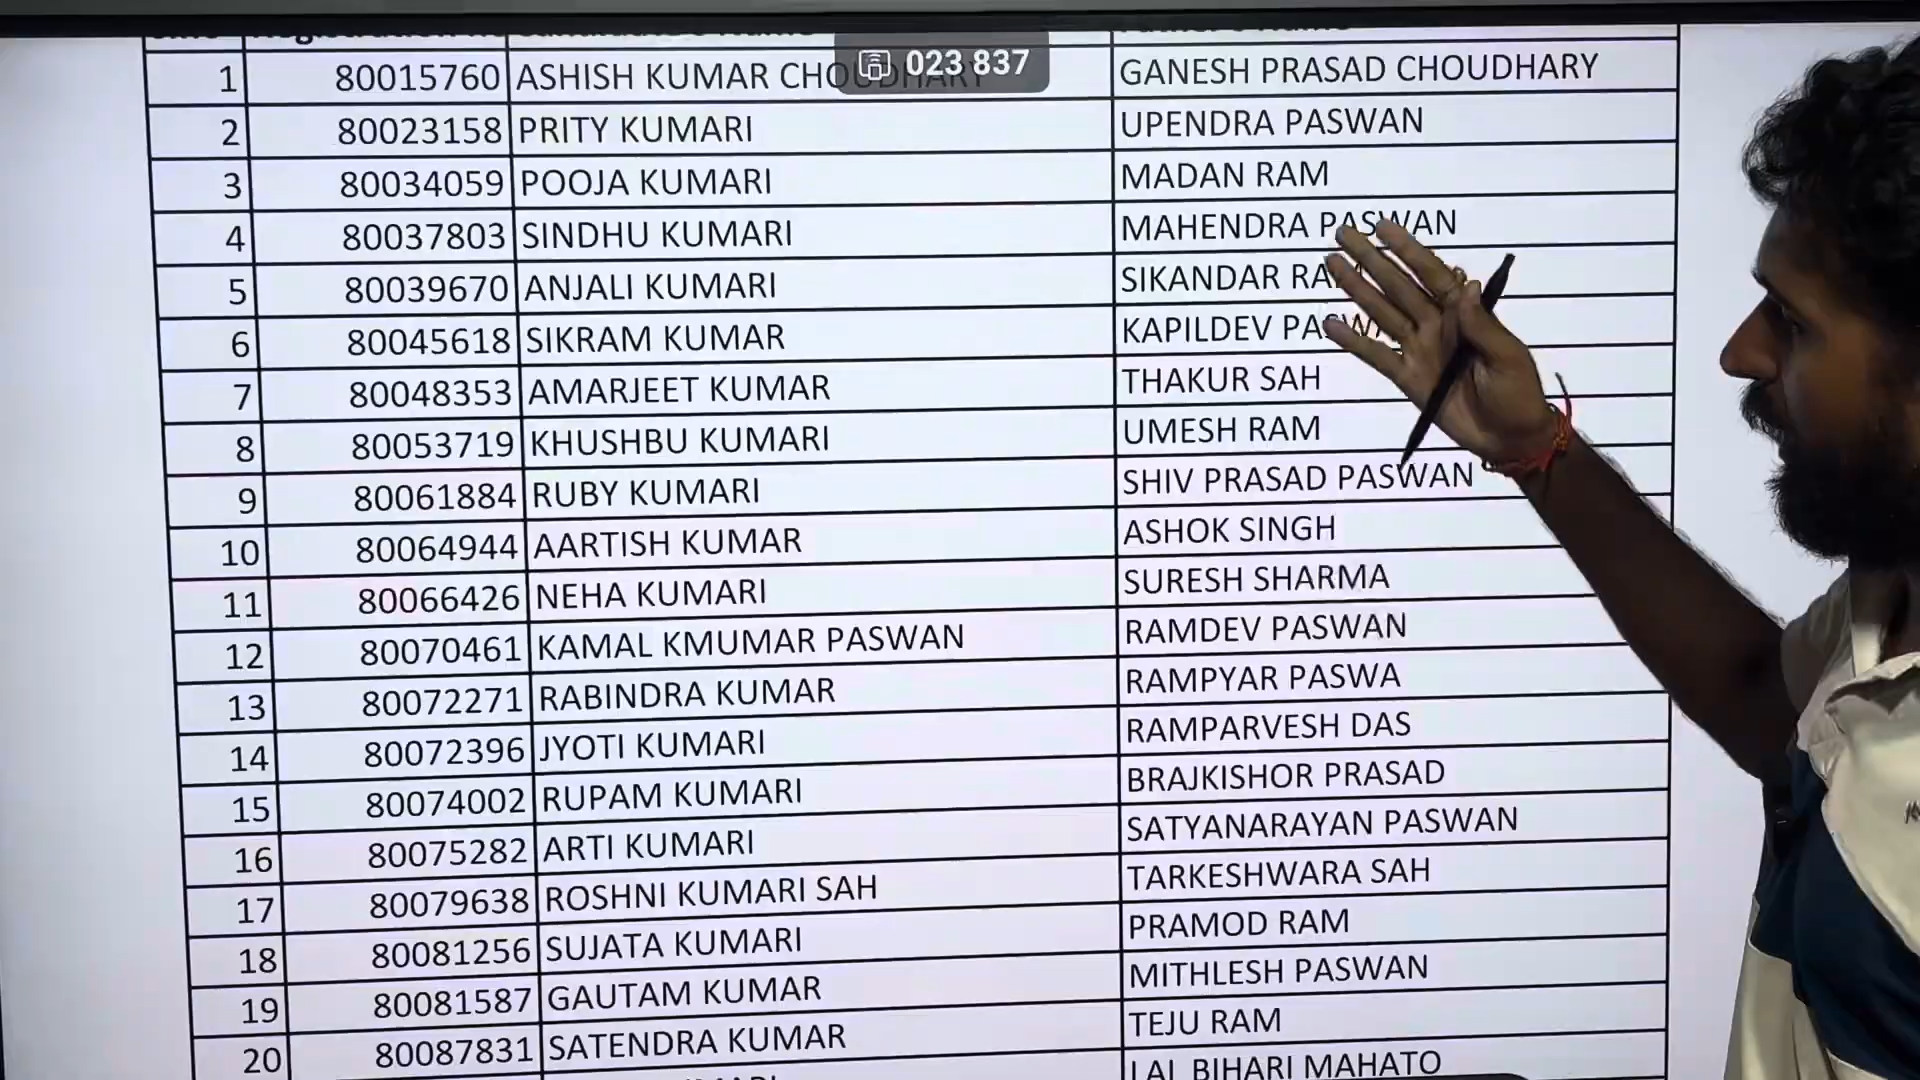 023 837
1 80015760 ASHISH KUMAR CHOUDHARY GANESH PRASAD CHOUDHARY
2 80023158 PRITY KUMARI UPENDRA PASWAN
3 80034059 POOJA KUMARI MADAN RAM
4 80037803 SINDHU KUMARI MAHENDRA PASWAN
5 80039670 ANJALI KUMARI SIKANDAR RAM
6 80045618 SIKRAM KUMAR KAPILDEV PASWAN
7 80048353 AMARJEET KUMAR THAKUR SAH
8 80053719 KHUSHBU KUMARI UMESH RAM
9 80061884 RUBY KUMARI SHIV PRASAD PASWAN
10 80064944 AARTISH KUMAR ASHOK SINGH
11 80066426 NEHA KUMARI SURESH SHARMA
12 80070461 KAMAL KMUMAR PASWAN RAMDEV PASWAN
13 80072271 RABINDRA KUMAR RAMPYAR PASWA
14 80072396 JYOTI KUMARI RAMPARVESH DAS
15 80074002 RUPAM KUMARI BRAJKISHOR PRASAD
16 80075282 ARTI KUMARI SATYANARAYAN PASWAN
17 80079638 ROSHNI KUMARI SAH TARKESHWARA SAH
18 80081256 SUJATA KUMARI PRAMOD RAM
19 80081587 GAUTAM KUMAR MITHLESH PASWAN
20 80087831 SATENDRA KUMAR TEJU RAM
LAL BIHARI MAHATO